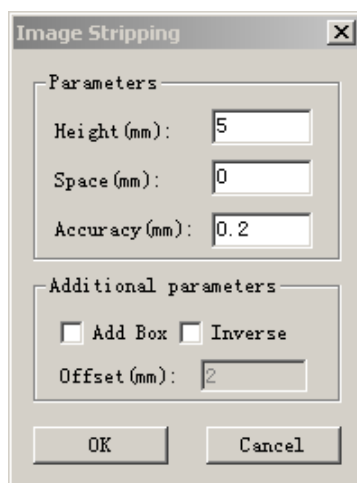 Image Stripping
Parameters
Height(mm): 5
Space(mm): 0
Accuracy(mm): 0.2
Additional parameters
Add Box Inverse
Offset(mm): 2
OK Cancel